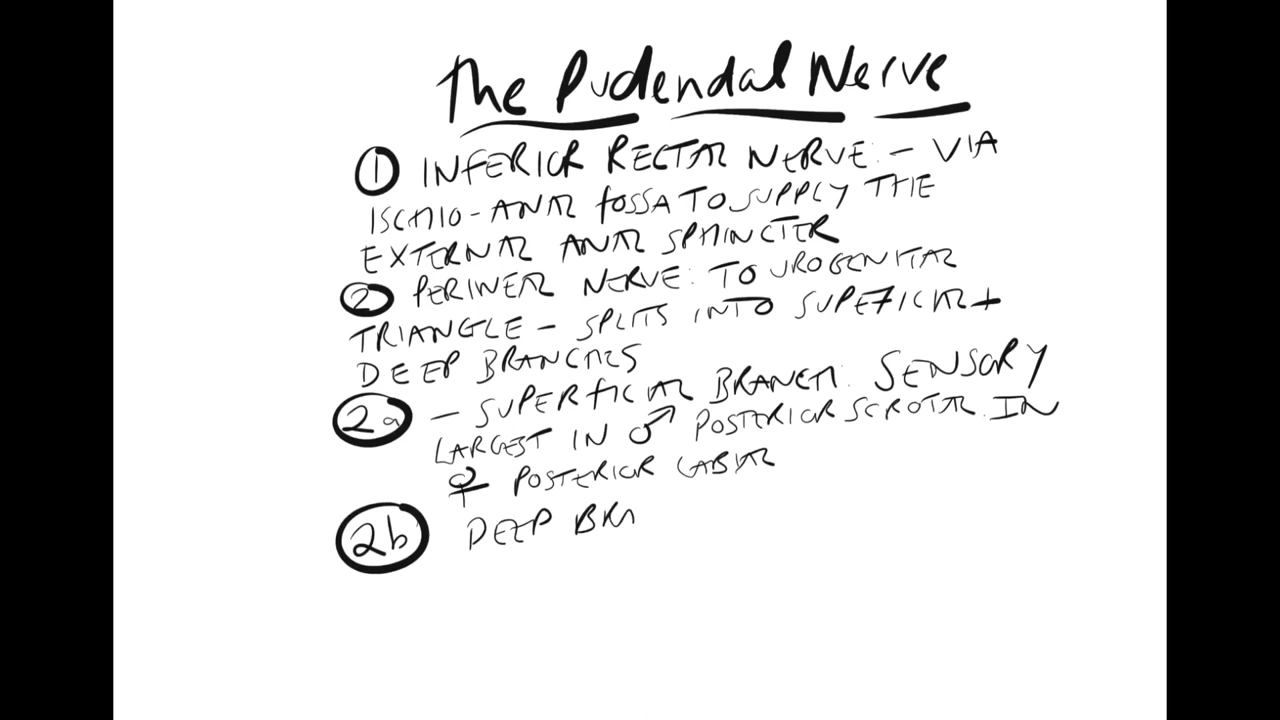 The Pudendal Nerve
① INFERIOR RECTAL NERVE: - VIA
ISCHIO-ANAL FOSSA TO SUPPLY THE
EXTERNAL ANAL SPHINCTER
② PERINEAL NERVE: TO UROGENITAL
TRIANGLE - SPLITS INTO SUPEFICIAL +
DEEP BRANCHES
2a - SUPERFICIAL BRANCH: SENSORY
LARGEST IN ♂ POSTERIOR SCROTAL. IN
♀ POSTERIOR LABIAL
2b DEEP BRA